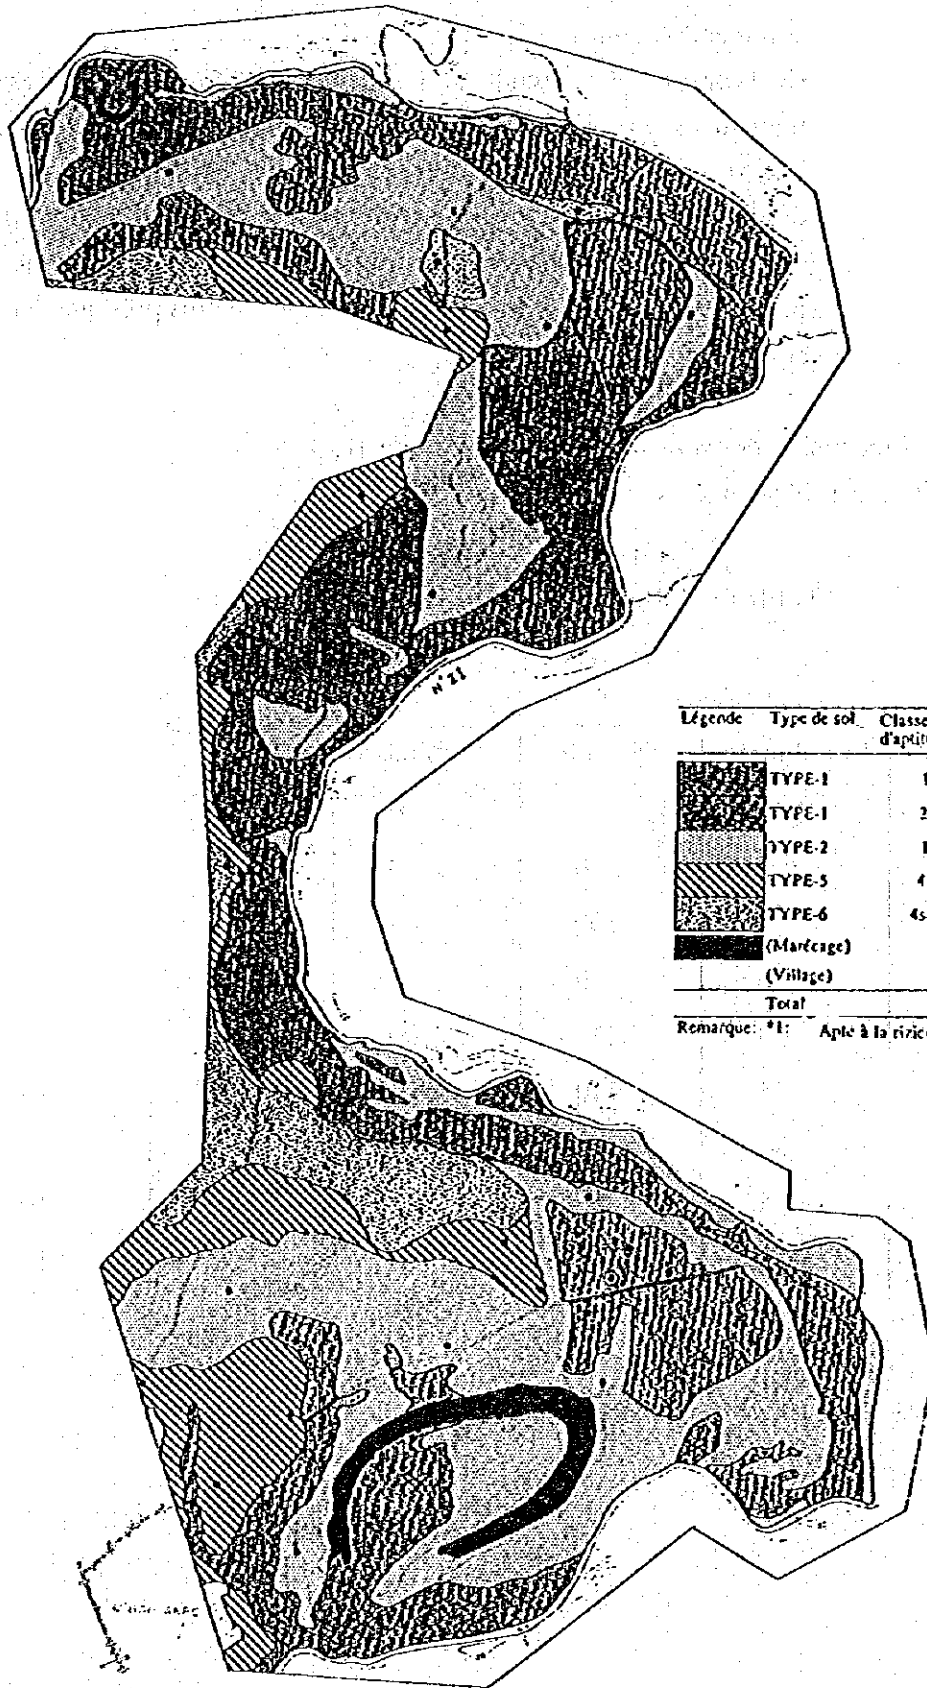 N°21
Légende Type de sol Classe d'aptitu
TYPE-1 1
TYPE-1 2
TYPE-2 1
TYPE-5 4
TYPE-6 4s
(Marécage)
(Village)
Total
Remarque: *1: Apte à la rizic